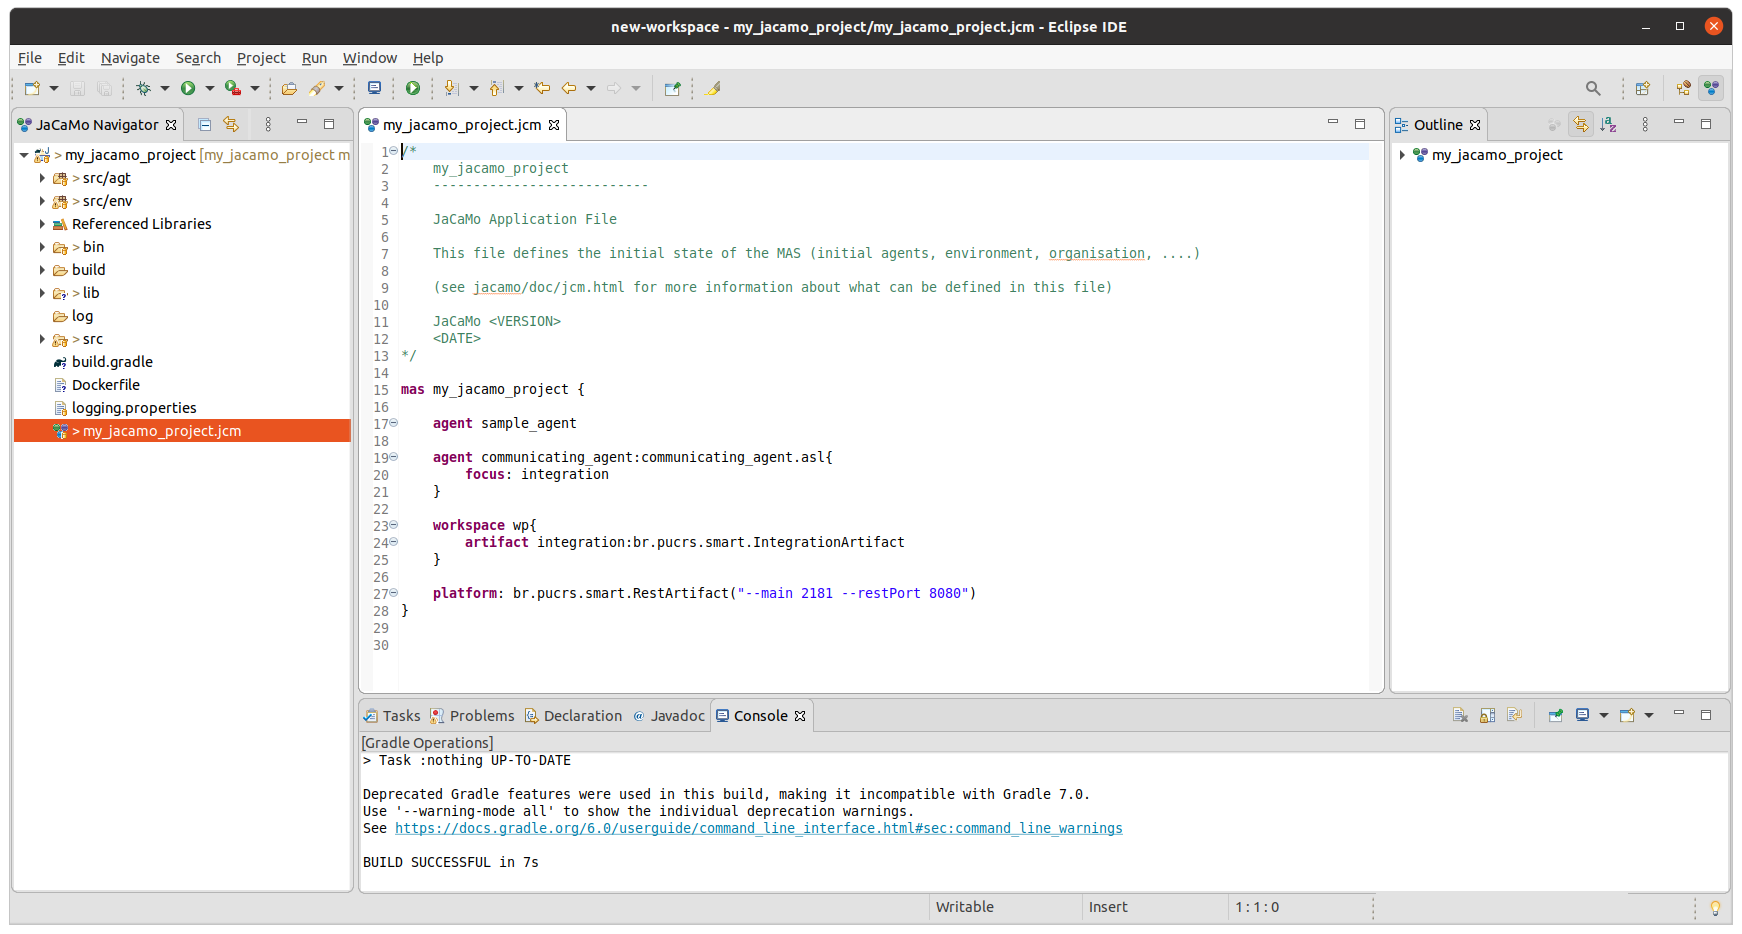 new-workspace - my_jacamo_project/my_jacamo_project.jcm - Eclipse IDE
File Edit Navigate Search Project Run Window Help
JaCaMo Navigator
> my_jacamo_project [my_jacamo_project m
> src/agt
> src/env
Referenced Libraries
> bin
build
> lib
log
> src
build.gradle
Dockerfile
logging.properties
> my_jacamo_project.jcm
my_jacamo_project.jcm
1 /*
2 my_jacamo_project
3 ---------------------------
4
5 JaCaMo Application File
6
7 This file defines the initial state of the MAS (initial agents, environment, organisation, ....)
8
9 (see jacamo/doc/jcm.html for more information about what can be defined in this file)
10
11 JaCaMo <VERSION>
12 <DATE>
13 */
14
15 mas my_jacamo_project {
16
17 agent sample_agent
18
19 agent communicating_agent:communicating_agent.asl{
20 focus: integration
21 }
22
23 workspace wp{
24 artifact integration:br.pucrs.smart.IntegrationArtifact
25 }
26
27 platform: br.pucrs.smart.RestArtifact("--main 2181 --restPort 8080")
28 }
29
30
Outline
my_jacamo_project
Tasks Problems Declaration @ Javadoc Console
[Gradle Operations]
> Task :nothing UP-TO-DATE
Deprecated Gradle features were used in this build, making it incompatible with Gradle 7.0.
Use '--warning-mode all' to show the individual deprecation warnings.
See https://docs.gradle.org/6.0/userguide/command_line_interface.html#sec:command_line_warnings
BUILD SUCCESSFUL in 7s
Writable Insert 1 : 1 : 0